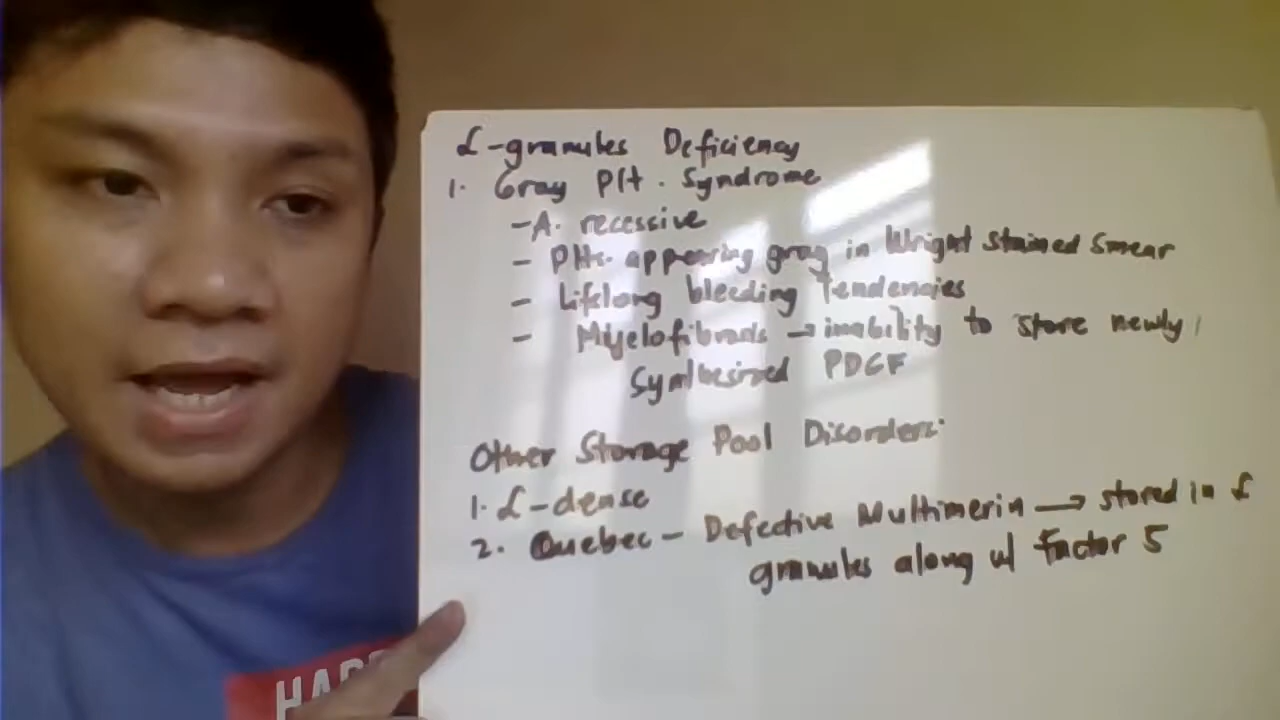 £-granules Deficiency
1. Gray Plt. Syndrome
-A. recessive
- Plts. appearing gray in Wright stained smear
- Lifelong bleeding tendencies
- Myelofibrosis → inability to store newly
Synthesized PDGF
Other Storage Pool Disorders:
1. £-dense
2. Quebec - Defective Multimerin → stored in £
granules along w/ factor 5